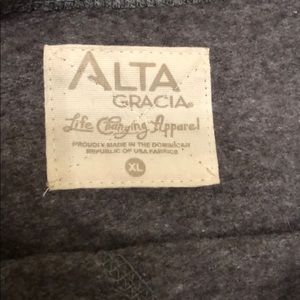 ALTA
GRACIA®
Life Changing Apparel
PROUDLY MADE IN THE DOMINICAN
REPUBLIC OF USA FABRICS
XL